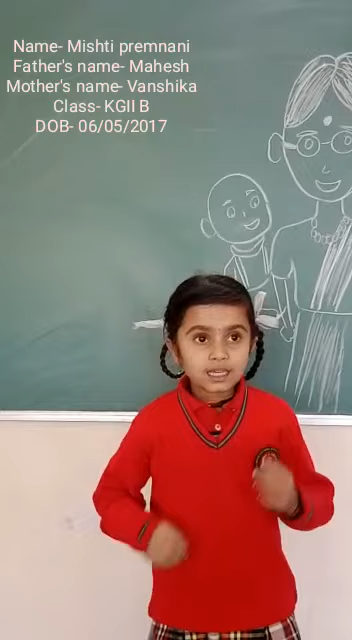 Name- Mishti premnani
Father's name- Mahesh
Mother's name- Vanshika
Class- KGII B
DOB- 06/05/2017